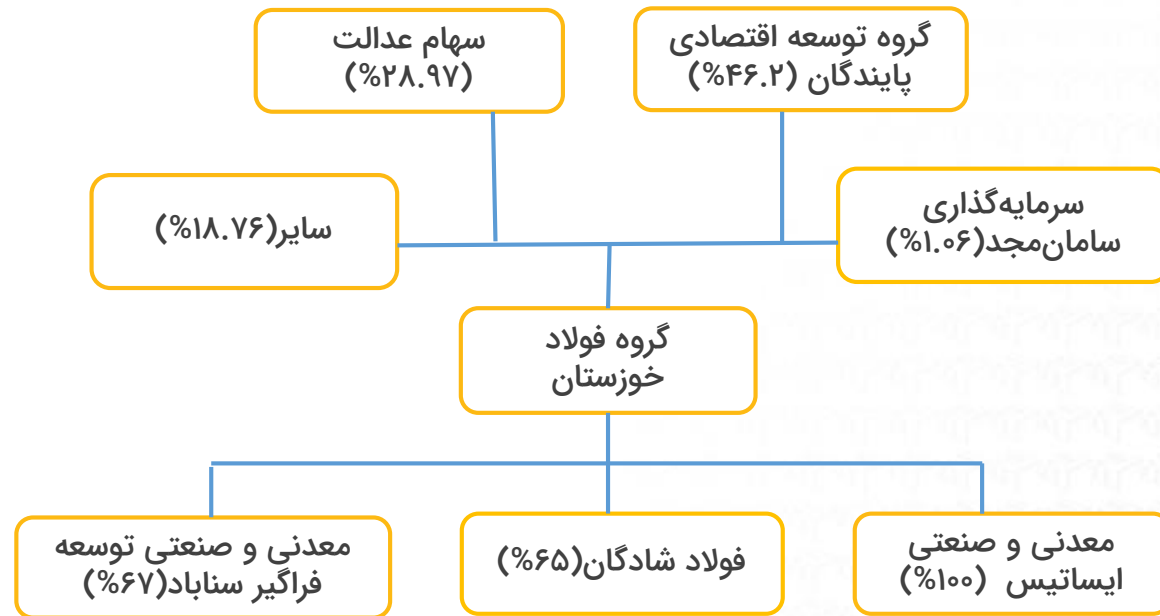 گروه توسعه اقتصادی
پایندگان (%۴۶.۲)
سهام عدالت
(%۲۸.۹۷)
سرمایه‌گذاری
سامان‌مجد(%۱.۰۶)
سایر(%۱۸.۷۶)
گروه فولاد
خوزستان
معدنی و صنعتی
ایساتیس (%۱۰۰)
فولاد شادگان(%۶۵)
معدنی و صنعتی توسعه
فراگیر سناباد(%۶۷)